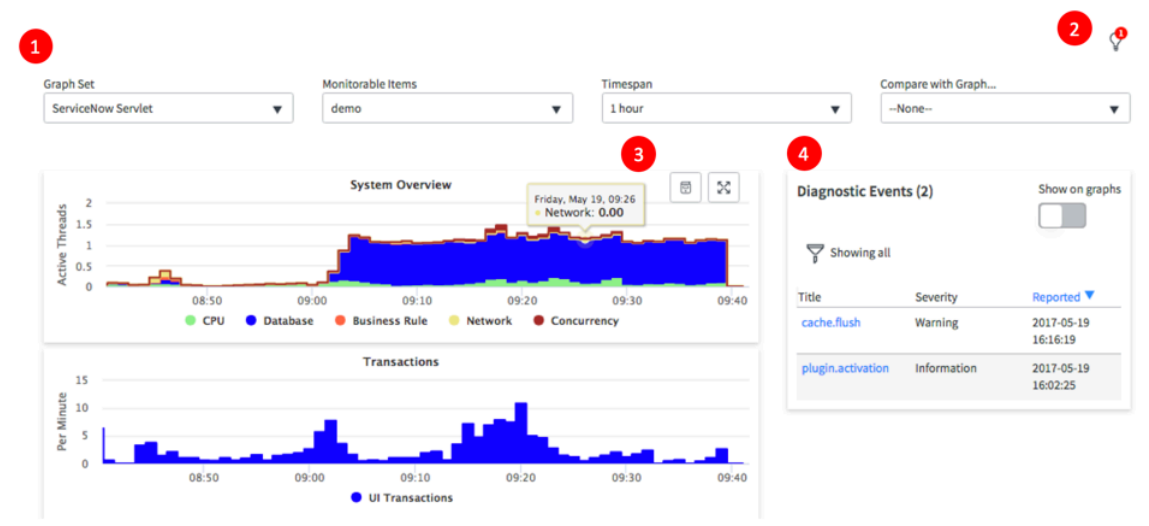 1
2
1
Graph Set
Monitorable Items
Timespan
Compare with Graph...
ServiceNow Servlet
demo
1 hour
--None--
3
4
System Overview
Friday, May 19, 09:26
Network: 0.00
Active Threads
2
1.5
1
0.5
0
08:50
09:00
09:10
09:20
09:30
09:40
CPU
Database
Business Rule
Network
Concurrency
Diagnostic Events (2)
Show on graphs
Showing all
Title
Severity
Reported
cache.flush
Warning
2017-05-19
16:16:19
plugin.activation
Information
2017-05-19
16:02:25
Transactions
Per Minute
15
10
5
0
08:50
09:00
09:10
09:20
09:30
09:40
UI Transactions